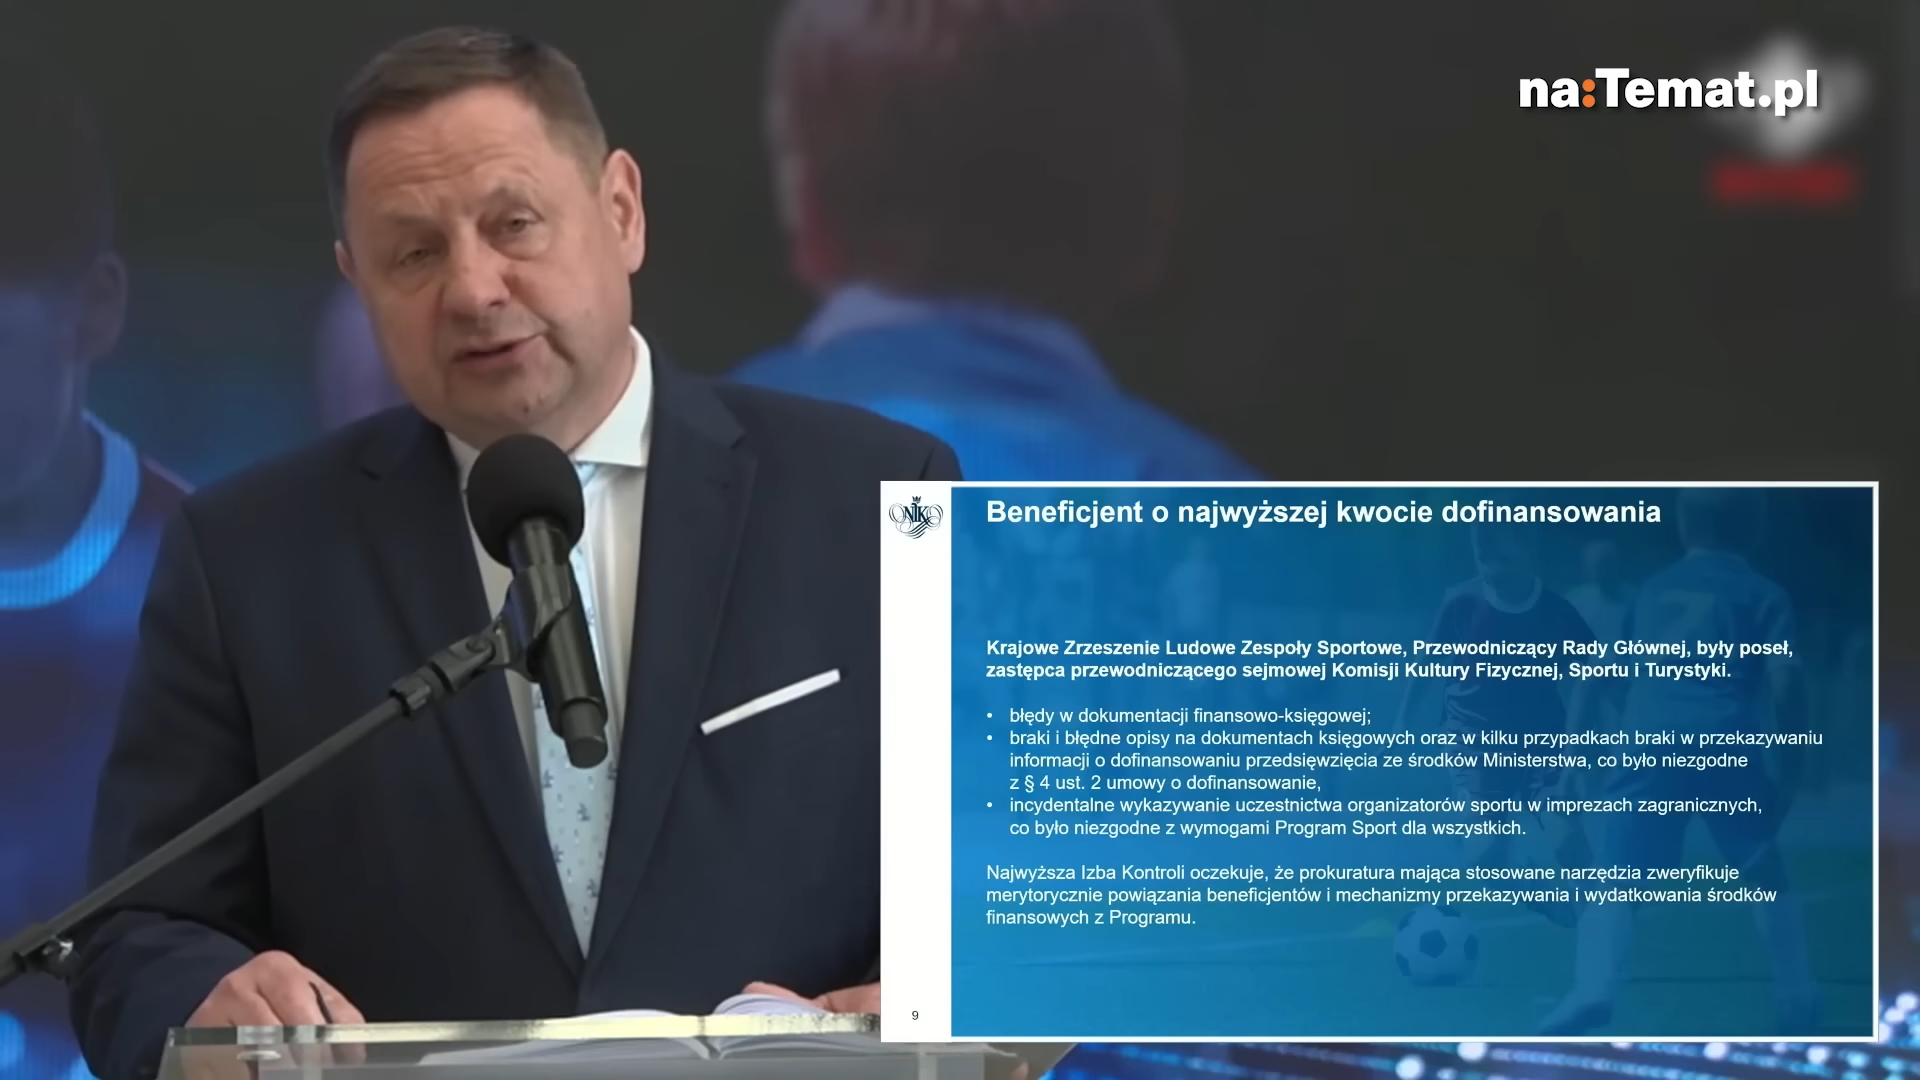 na:Temat.pl
NIK
Beneficjent o najwyższej kwocie dofinansowania
Krajowe Zrzeszenie Ludowe Zespoły Sportowe, Przewodniczący Rady Głównej, były poseł,
zastępca przewodniczącego sejmowej Komisji Kultury Fizycznej, Sportu i Turystyki.
• błędy w dokumentacji finansowo-księgowej;
• braki i błędne opisy na dokumentach księgowych oraz w kilku przypadkach braki w przekazywaniu
informacji o dofinansowaniu przedsięwzięcia ze środków Ministerstwa, co było niezgodne
z § 4 ust. 2 umowy o dofinansowanie,
• incydentalne wykazywanie uczestnictwa organizatorów sportu w imprezach zagranicznych,
co było niezgodne z wymogami Program Sport dla wszystkich.
Najwyższa Izba Kontroli oczekuje, że prokuratura mająca stosowane narzędzia zweryfikuje
merytorycznie powiązania beneficjentów i mechanizmy przekazywania i wydatkowania środków
finansowych z Programu.
9